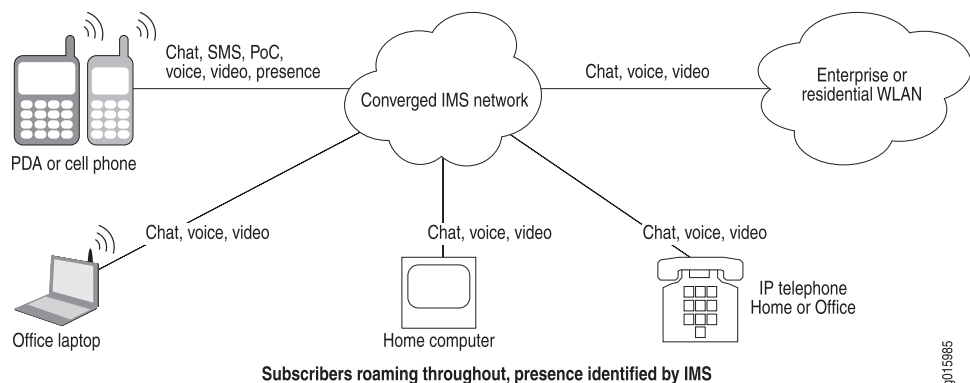 Chat, SMS, PoC,
voice, video, presence
Chat, voice, video
Converged IMS network
Enterprise or
residential WLAN
PDA or cell phone
Chat, voice, video
Chat, voice, video
Chat, voice, video
IP telephone
Home or Office
Office laptop
Home computer
Subscribers roaming throughout, presence identified by IMS
g015985